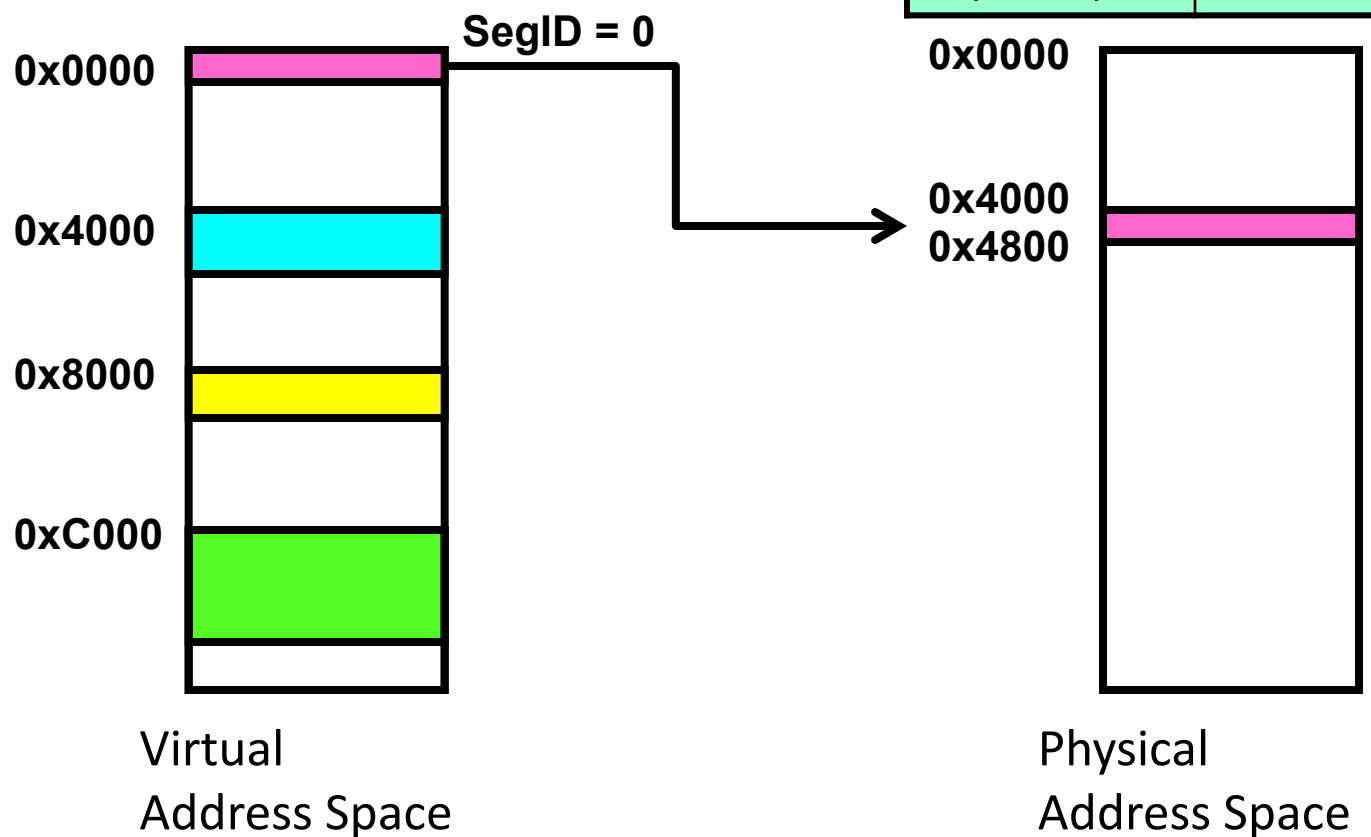 SegID = 0
0x0000
0x4000
0x8000
0xC000
Virtual
Address Space
0x0000
0x4000
0x4800
Physical
Address Space